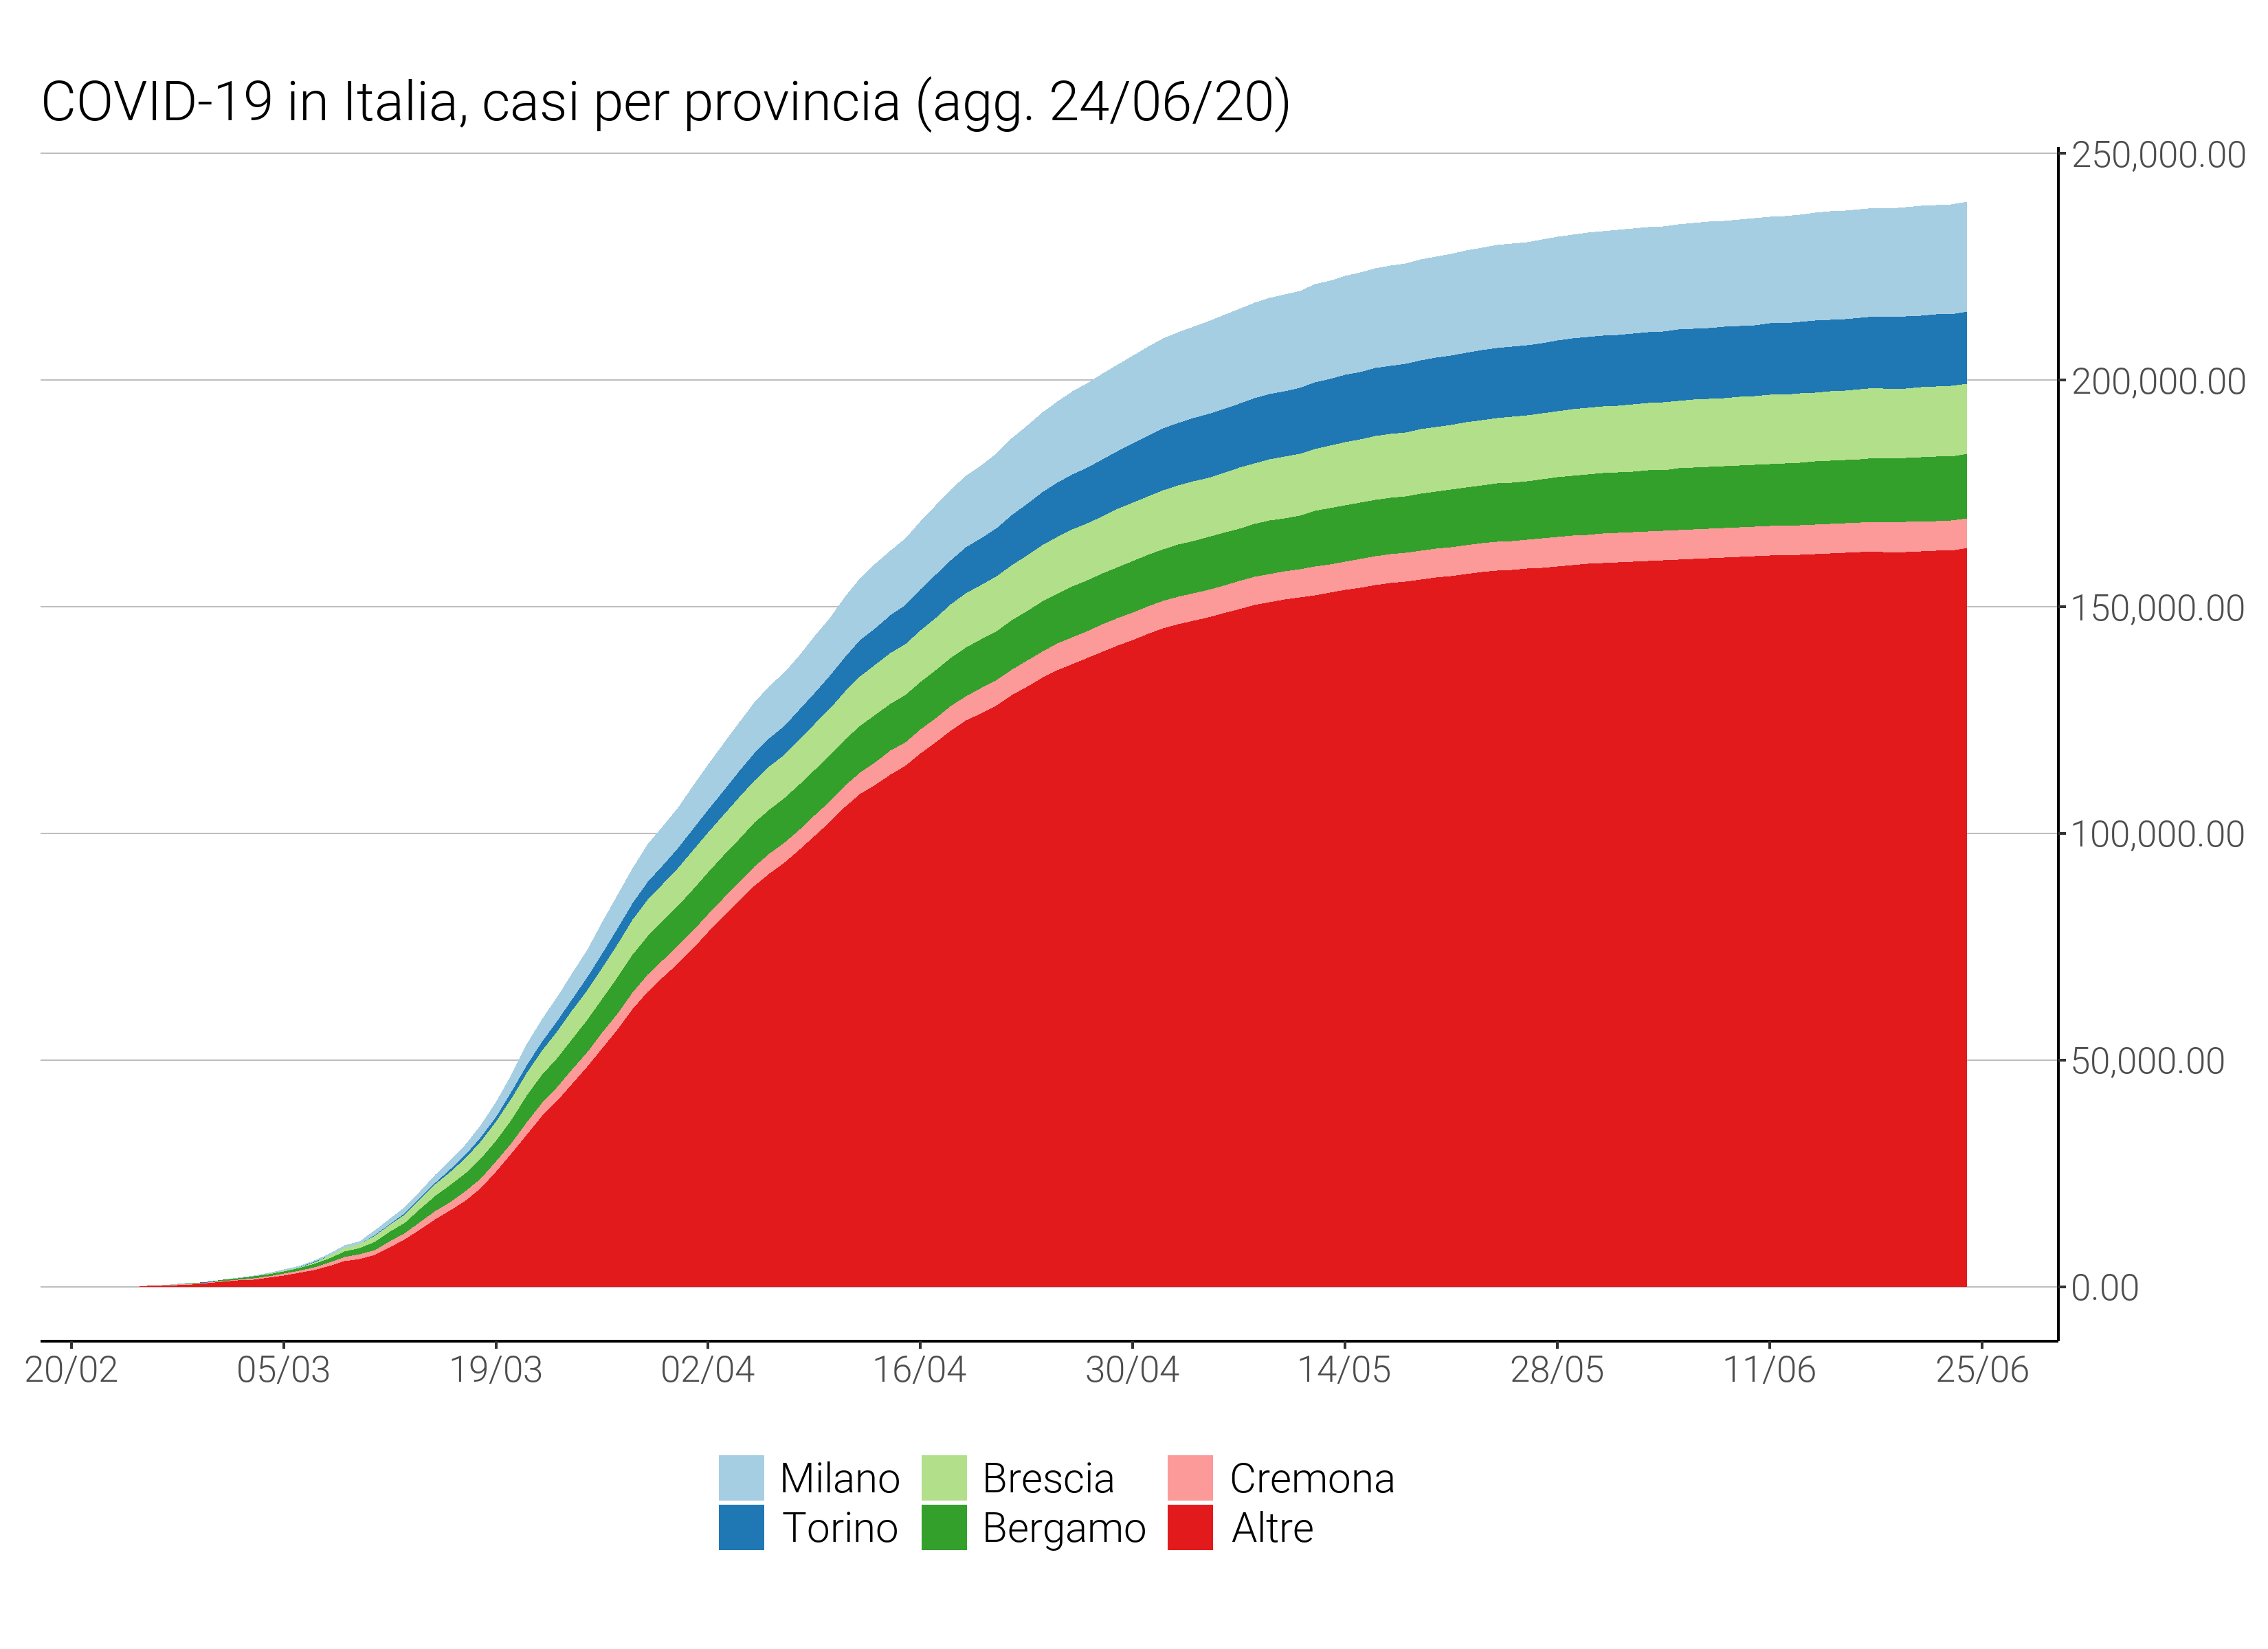 COVID-19 in Italia, casi per provincia (agg. 24/06/20)
250,000.00
200,000.00
150,000.00
100,000.00
50,000.00
0.00
20/02 05/03 19/03 02/04 16/04 30/04 14/05 28/05 11/06 25/06
Milano Brescia Cremona
Torino Bergamo Altre